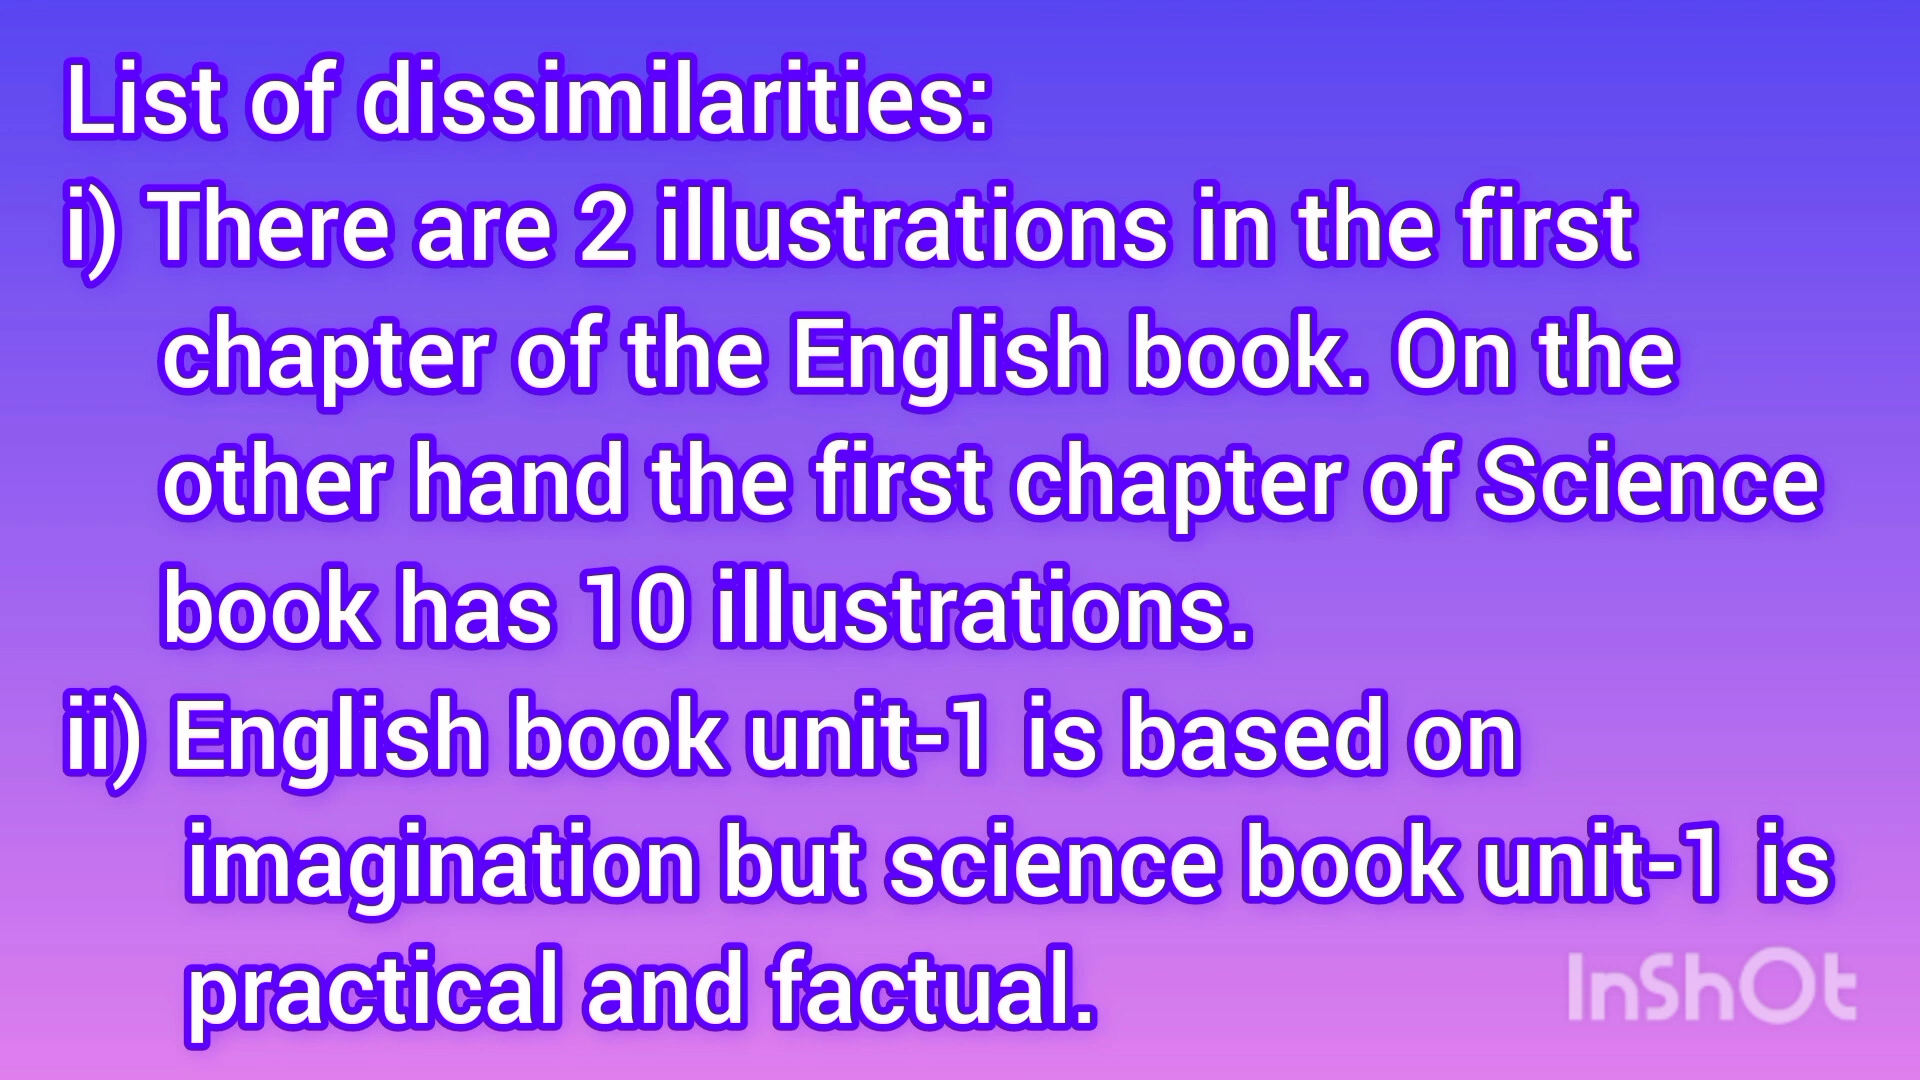 List of dissimilarities:
i) There are 2 illustrations in the first
chapter of the English book. On the
other hand the first chapter of Science
book has 10 illustrations.
ii) English book unit-1 is based on
imagination but science book unit-1 is
practical and factual.
InShOt